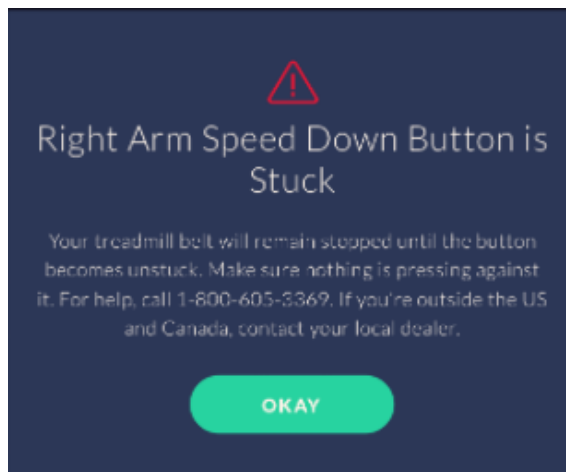 Right Arm Speed Down Button is
Stuck
Your treadmill belt will remain stopped until the button
becomes unstuck. Make sure nothing is pressing against
it. For help, call 1-800-605-3369. If you're outside the US
and Canada, contact your local dealer.
OKAY